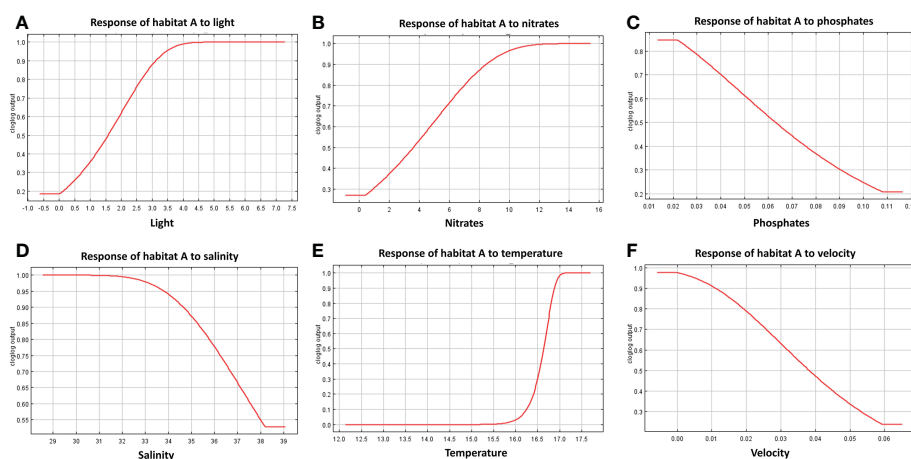 A
Response of habitat A to light
cloglog output
1.0
0.9
0.8
0.7
0.6
0.5
0.4
0.3
0.2
-1.0 -0.5 0.0 0.5 1.0 1.5 2.0 2.5 3.0 3.5 4.0 4.5 5.0 5.5 6.0 6.5 7.0 7.5
Light
B
Response of habitat A to nitrates
cloglog output
1.0
0.9
0.8
0.7
0.6
0.5
0.4
0.3
0 2 4 6 8 10 12 14 16
Nitrates
C
Response of habitat A to phosphates
cloglog output
0.8
0.7
0.6
0.5
0.4
0.3
0.2
0.01 0.02 0.03 0.04 0.05 0.06 0.07 0.08 0.09 0.10 0.11
Phosphates
D
Response of habitat A to salinity
cloglog output
1.00
0.95
0.90
0.85
0.80
0.75
0.70
0.65
0.60
0.55
29 30 31 32 33 34 35 36 37 38 39
Salinity
E
Response of habitat A to temperature
cloglog output
1.0
0.9
0.8
0.7
0.6
0.5
0.4
0.3
0.2
0.1
0.0
12.0 12.5 13.0 13.5 14.0 14.5 15.0 15.5 16.0 16.5 17.0 17.5
Temperature
F
Response of habitat A to velocity
cloglog output
1.0
0.9
0.8
0.7
0.6
0.5
0.4
0.3
0.00 0.01 0.02 0.03 0.04 0.05 0.06
Velocity